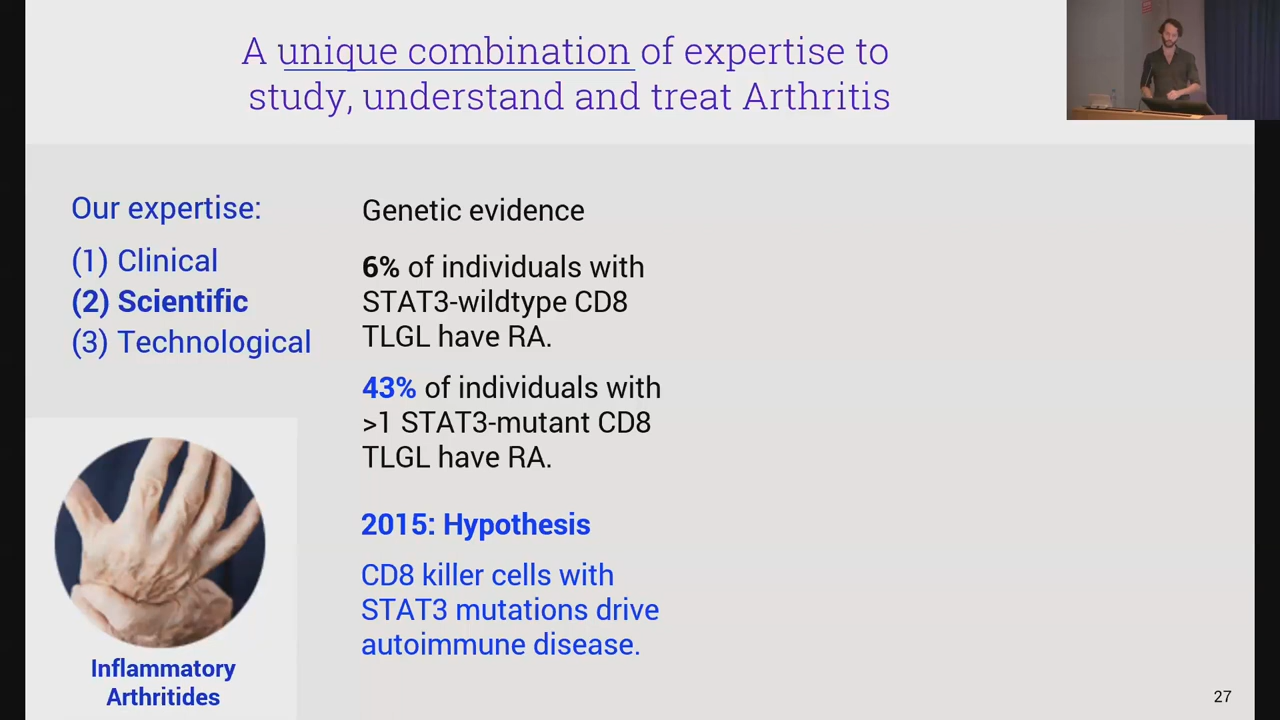 A unique combination of expertise to
study, understand and treat Arthritis
Our expertise:
(1) Clinical
(2) Scientific
(3) Technological
Genetic evidence
6% of individuals with
STAT3-wildtype CD8
TLGL have RA.
43% of individuals with
>1 STAT3-mutant CD8
TLGL have RA.
2015: Hypothesis
CD8 killer cells with
STAT3 mutations drive
autoimmune disease.
Inflammatory
Arthritides
27